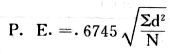 P. E. = .6745 √(Σd²/N)